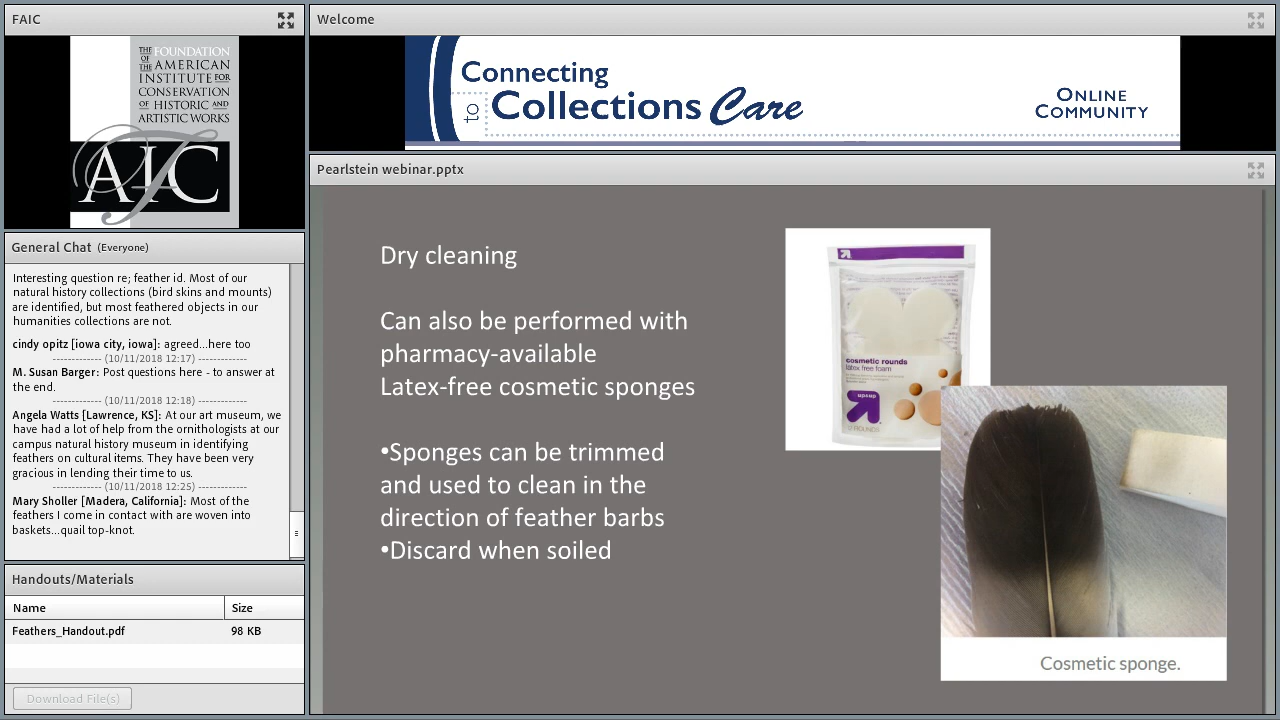 FAIC
THE FOUNDATION
OF THE AMERICAN
INSTITUTE FOR
CONSERVATION
OF HISTORIC AND
ARTISTIC WORKS
FAIC
General Chat (Everyone)
Interesting question re; feather id. Most of our
natural history collections (bird skins and mounts)
are identified, but most feathered objects in our
humanities collections are not.
cindy opitz [iowa city, iowa]: agreed...here too
------------- (10/11/2018 12:17) -------------
M. Susan Barger: Post questions here - to answer at
the end.
------------- (10/11/2018 12:18) -------------
Angela Watts [Lawrence, KS]: At our art museum, we
have had a lot of help from the ornithologists at our
campus natural history museum in identifying
feathers on cultural items. They have been very
gracious in lending their time to us.
------------- (10/11/2018 12:25) -------------
Mary Sholler [Madera, California]: Most of the
feathers I come in contact with are woven into
baskets...quail top-knot.
Handouts/Materials
Name Size
Feathers_Handout.pdf 98 KB
Download File(s)
Welcome
Connecting
to Collections Care
ONLINE
COMMUNITY
Pearlstein webinar.pptx
Dry cleaning
Can also be performed with
pharmacy-available
Latex-free cosmetic sponges
•Sponges can be trimmed
and used to clean in the
direction of feather barbs
•Discard when soiled
cosmetic rounds
latex free foam
up&up
ROUNDS
Cosmetic sponge.